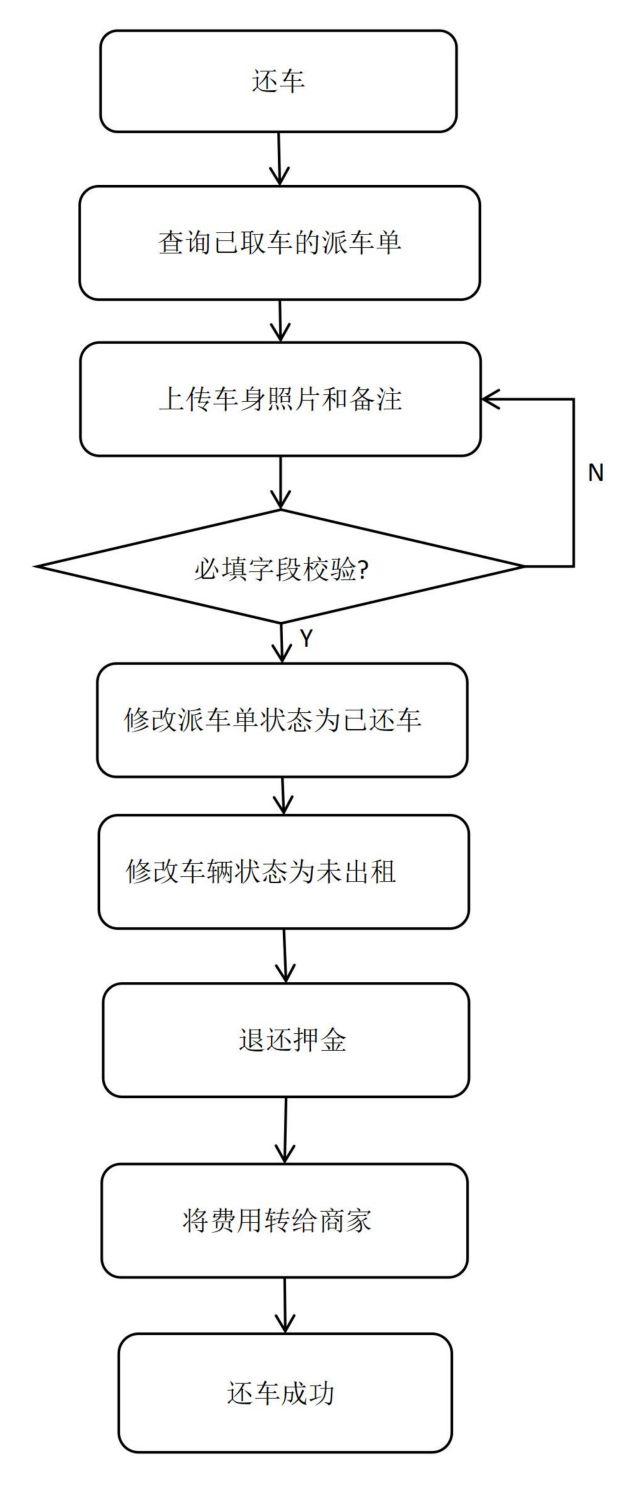 还车
查询已取车的派车单
上传车身照片和备注
N
必填字段校验?
Y
修改派车单状态为已还车
修改车辆状态为未出租
退还押金
将费用转给商家
还车成功